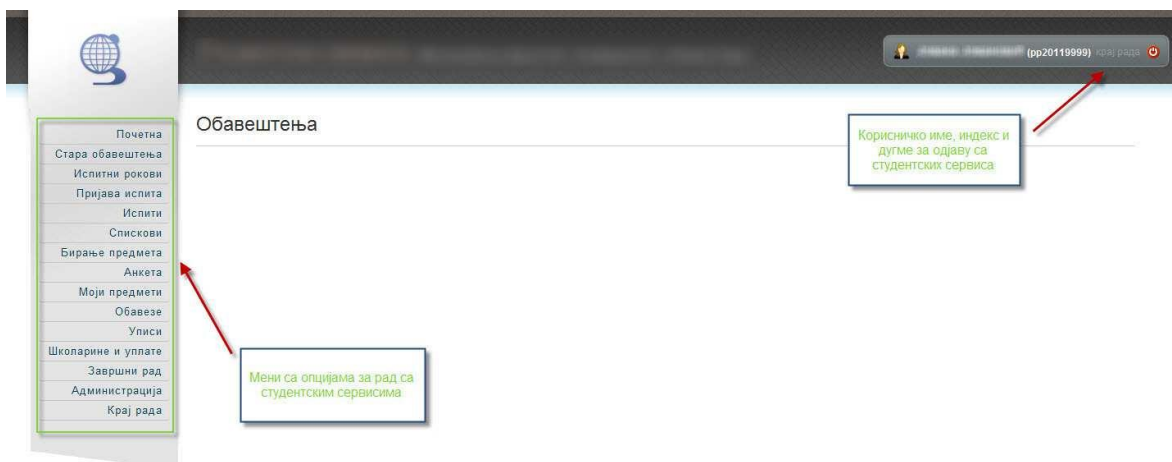 (pp20119999) крај рада
Обавештења
Почетна
Стара обавештења
Испитни рокови
Пријава испита
Испити
Спискови
Бирање предмета
Анкета
Моји предмети
Обавезе
Уписи
Школарине и уплате
Завршни рад
Администрација
Крај рада
Корисничко име, индекс и
дугме за одјаву са
студентских сервиса
Мени са опцијама за рад са
студентским сервисима